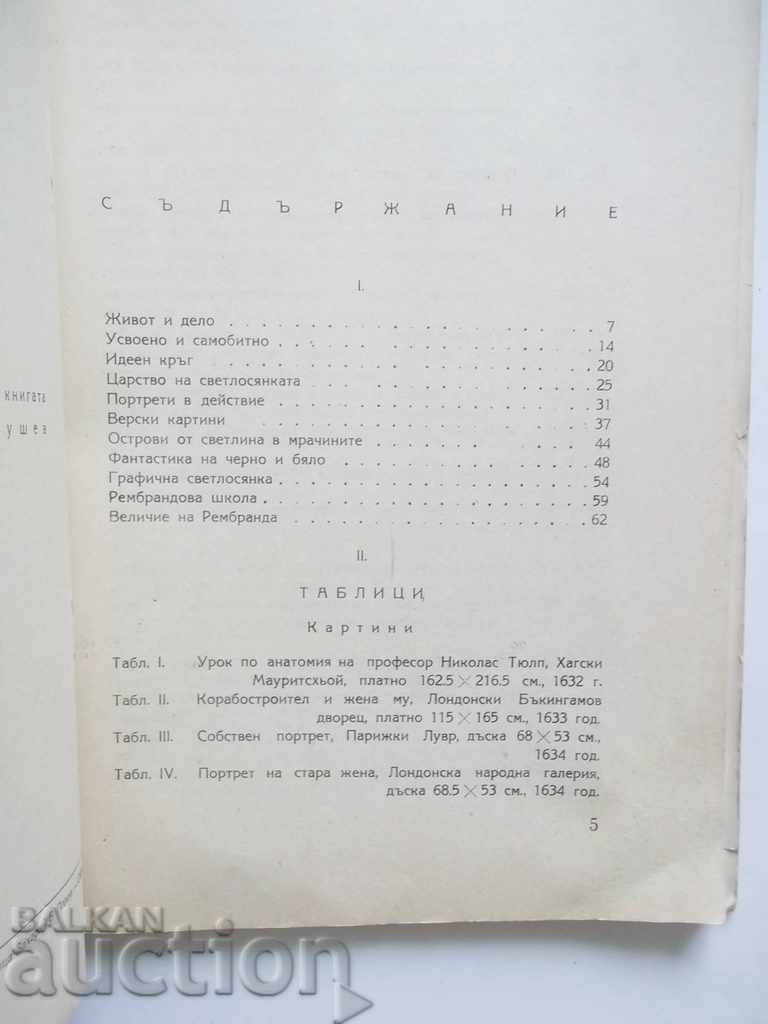 СЪДЪРЖАНИЕ
I.
Живот и дело . . . . . . . . . . . . . . . . . 7
Усвоено и самобитно . . . . . . . . . . . . . . 14
Идеен кръг . . . . . . . . . . . . . . . . . 20
Царство на светлосянката . . . . . . . . . . . . 25
Портрети в действие . . . . . . . . . . . . . . 31
Верски картини . . . . . . . . . . . . . . . 37
Острови от светлина в мрачините . . . . . . . . 44
Фантастика на черно и бяло . . . . . . . . . . . 48
Графична светлосянка . . . . . . . . . . . . . . 54
Рембрандова школа . . . . . . . . . . . . . . . 59
Величие на Рембранда . . . . . . . . . . . . . . 62
книгата
ушев
II.
ТАБЛИЦИ
Картини
Табл. I. Урок по анатомия на професор Николас Тюлп, Хагски
Мауритсхьой, платно 162.5 × 216.5 см., 1632 г.
Табл. II. Корабостроител и жена му, Лондонски Бъкингамов
дворец, платно 115 × 165 см., 1633 год.
Табл. III. Собствен портрет, Парижки Лувр, дъска 68 × 53 см.,
1634 год.
Табл. IV. Портрет на стара жена, Лондонска народна галерия,
дъска 68.5 × 53 см., 1634 год.
5
BALKAN
auction